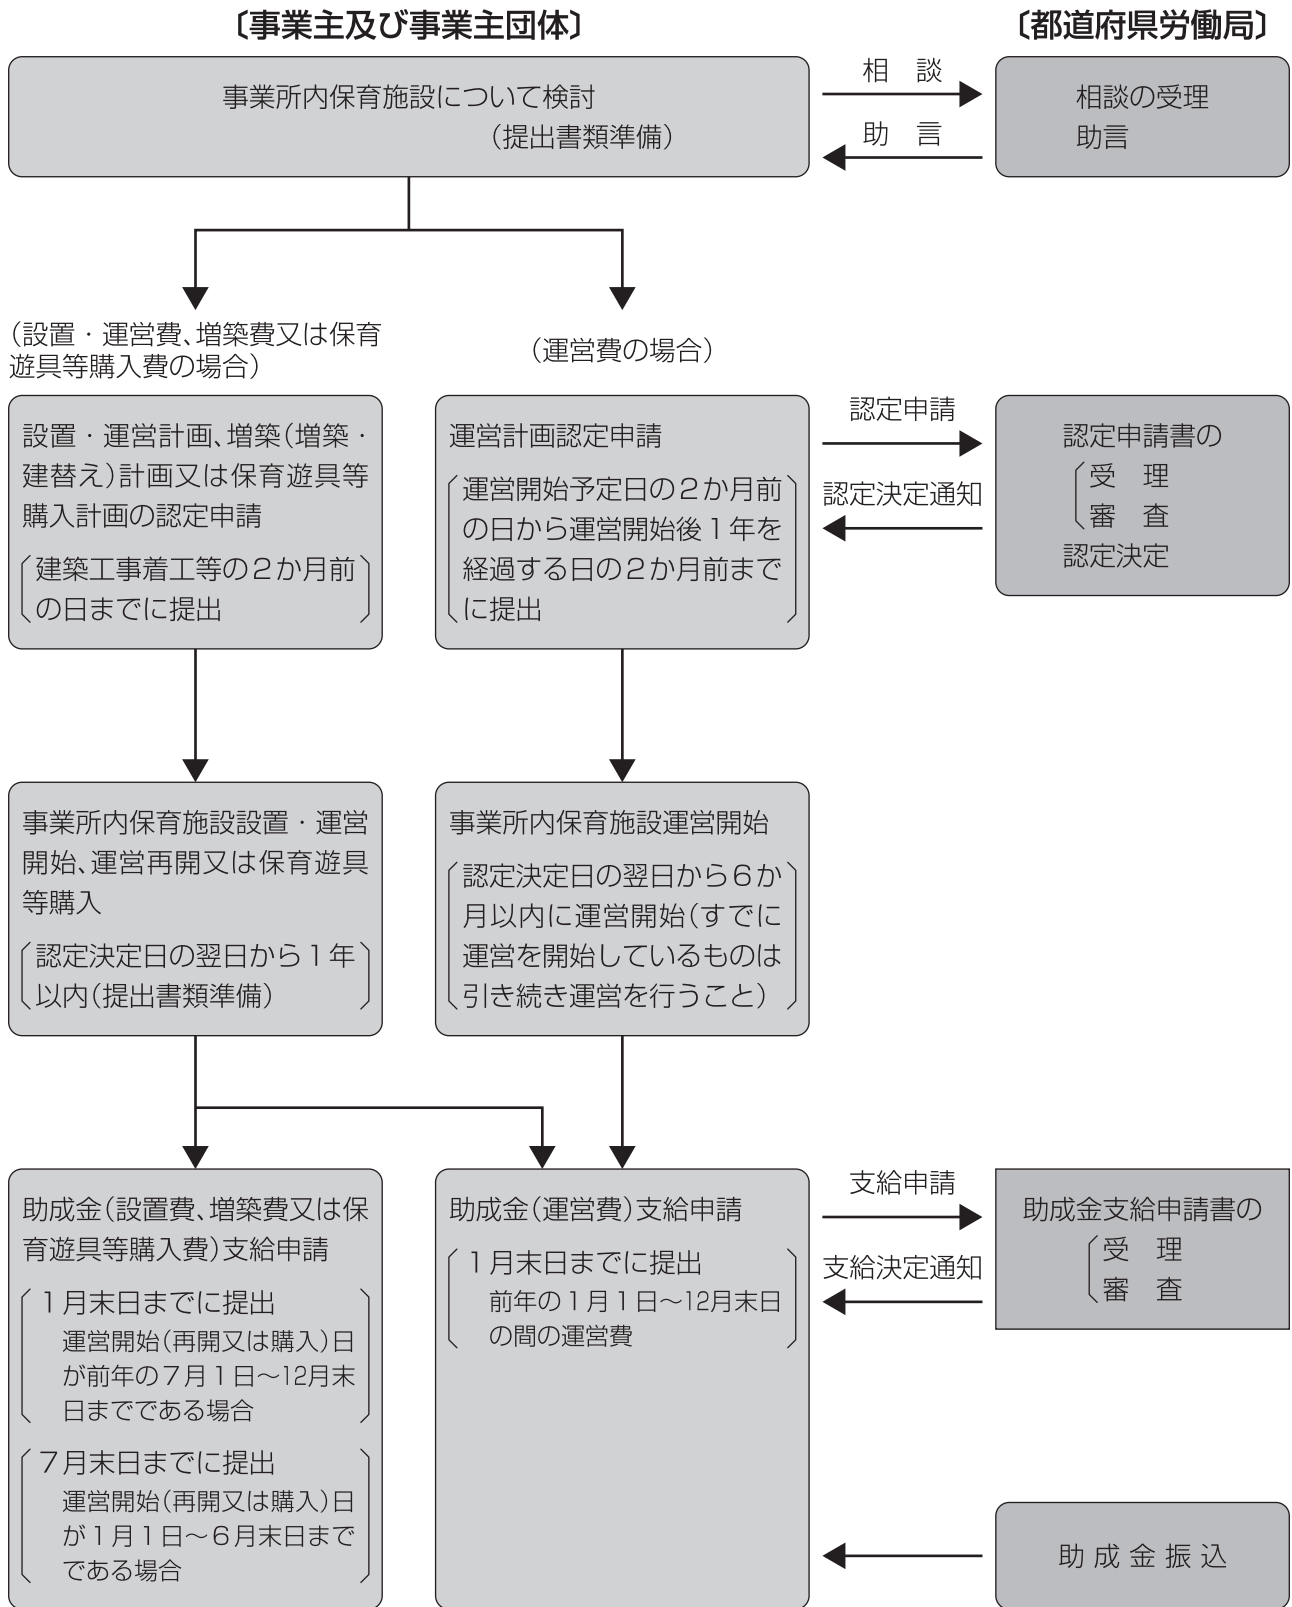 〔事業主及び事業主団体〕
〔都道府県労働局〕
事業所内保育施設について検討
（提出書類準備）
相　談
助　言
相談の受理
助言
（設置・運営費、増築費又は保育
遊具等購入費の場合）
（運営費の場合）
設置・運営計画、増築（増築・
建替え）計画又は保育遊具等
購入計画の認定申請
建築工事着工等の２か月前
の日までに提出
運営計画認定申請
運営開始予定日の２か月前
の日から運営開始後１年を
経過する日の２か月前まで
に提出
認定申請
認定決定通知
認定申請書の
受　理
審　査
認定決定
事業所内保育施設設置・運営
開始、運営再開又は保育遊具
等購入
認定決定日の翌日から１年
以内（提出書類準備）
事業所内保育施設運営開始
認定決定日の翌日から６か
月以内に運営開始（すでに
運営を開始しているものは
引き続き運営を行うこと）
助成金（設置費、増築費又は保
育遊具等購入費）支給申請
１月末日までに提出
運営開始（再開又は購入）日
が前年の７月１日～12月末
日までである場合
７月末日までに提出
運営開始（再開又は購入）日
が１月１日～６月末日まで
である場合
助成金（運営費）支給申請
１月末日までに提出
前年の１月１日～12月末日
の間の運営費
支給申請
支給決定通知
助成金支給申請書の
受　理
審　査
助 成 金 振 込